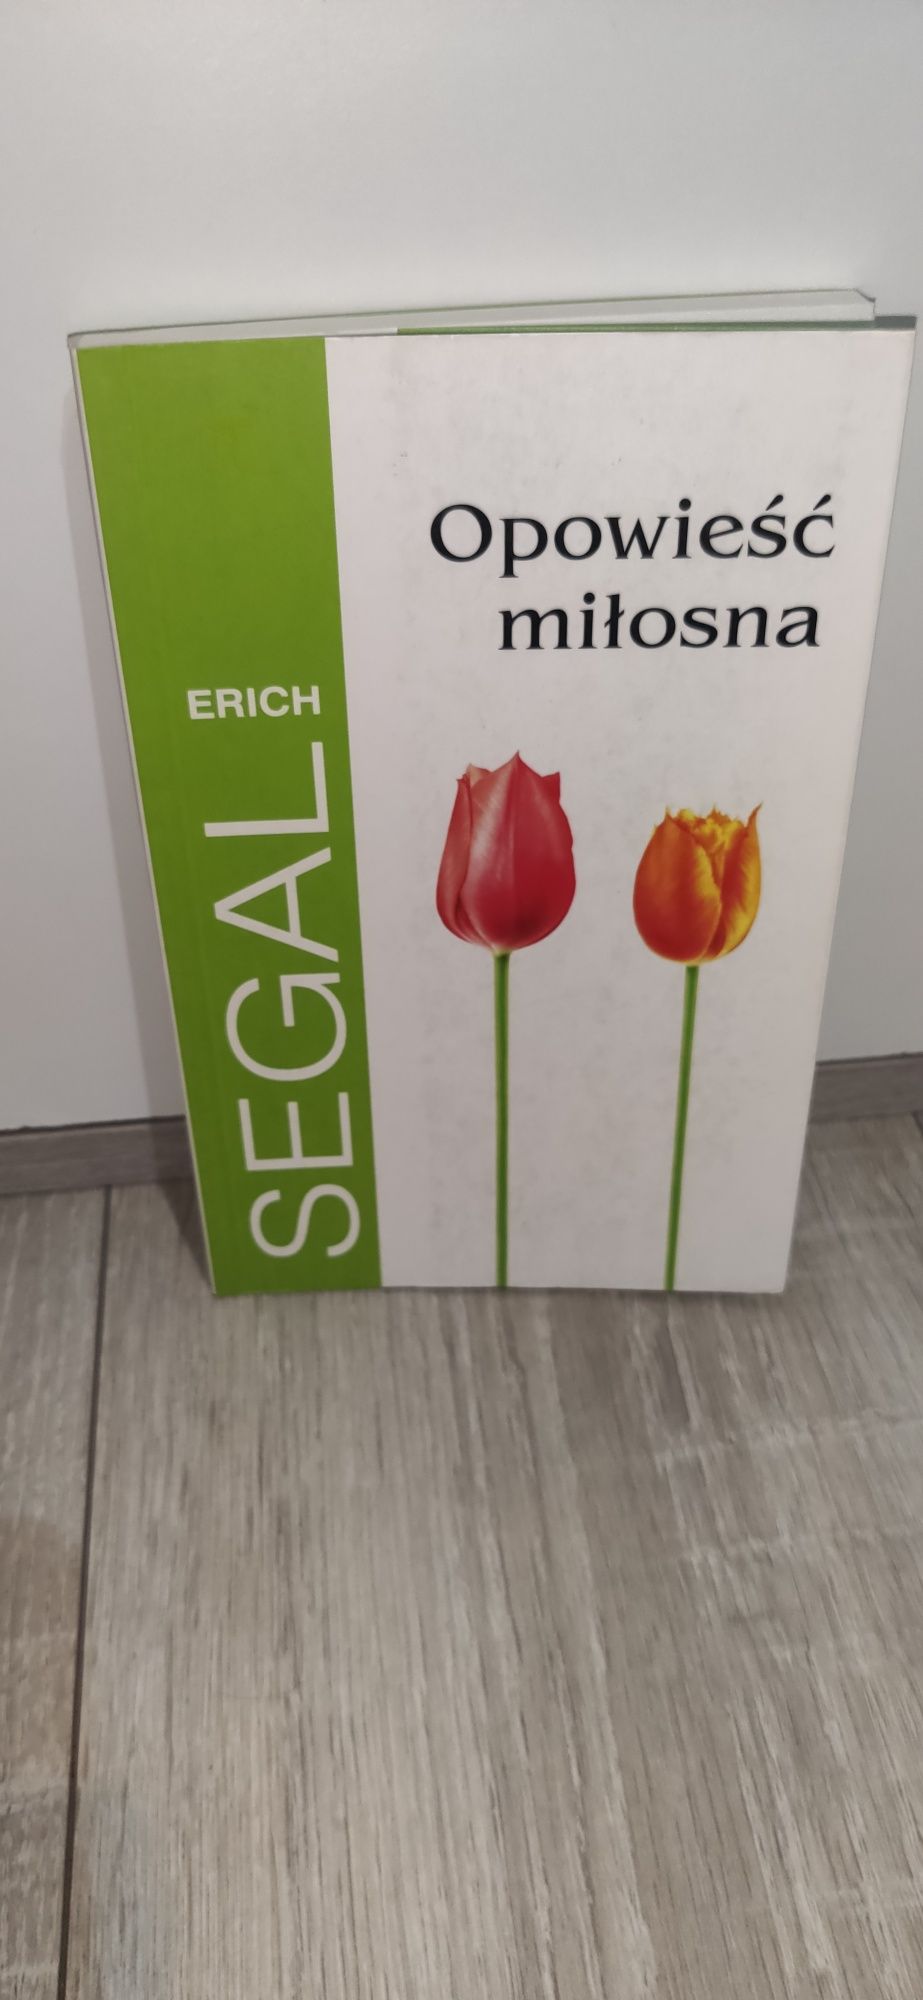 Opowieść
miłosna
ERICH
SEGAL